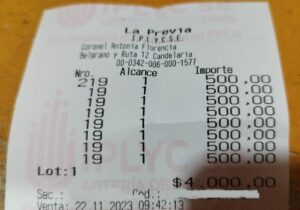 La Previa
I.P.L.y C.S.E.
Coronel Antonia Florencia
Belgrano y Ruta 12 Candelaria
00-0342-006-000-1577
Nro. Alcance Importe
219 1 500,00
19 1 500,00
19 1 500,00
19 1 500,00
19 1 500,00
19 1 500,00
19 1 500,00
19 1 500,00
Lot:1 $4.000,00
Sec.:
Venta: 22.11.2023 09:42:13